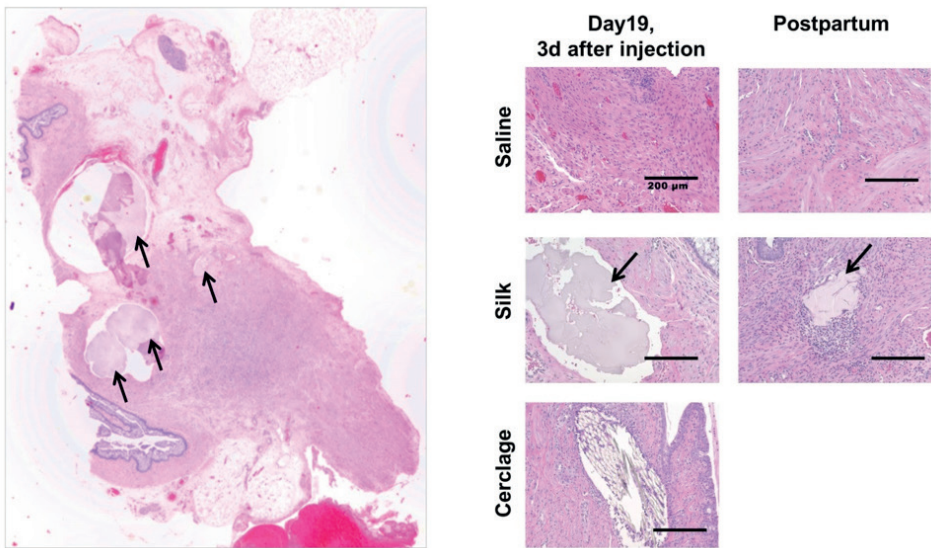 Day19,
3d after injection
Postpartum
Saline
200 µm
Silk
Cerclage